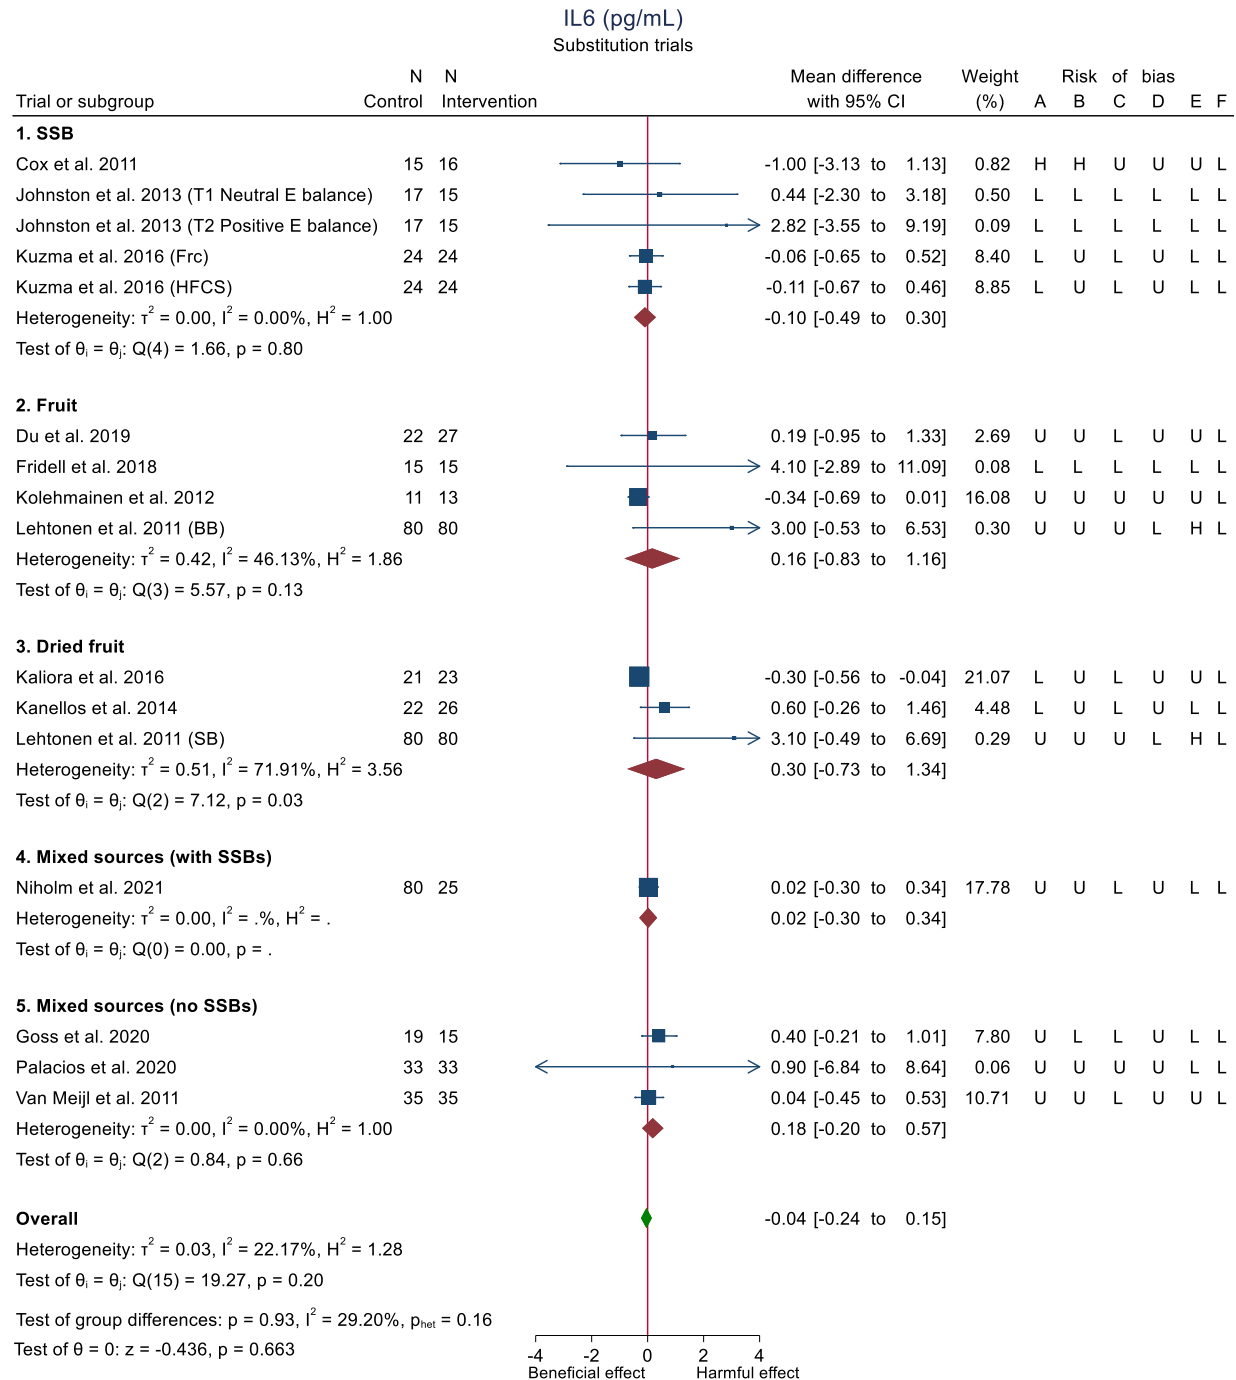 IL6 (pg/mL)
Substitution trials
N N Mean difference Weight Risk of bias
Trial or subgroup Control Intervention with 95% CI (%) A B C D E F
1. SSB
Cox et al. 2011 15 16 -1.00 [-3.13 to 1.13] 0.82 H H U U U L
Johnston et al. 2013 (T1 Neutral E balance) 17 15 0.44 [-2.30 to 3.18] 0.50 L L L L L L
Johnston et al. 2013 (T2 Positive E balance) 17 15 2.82 [-3.55 to 9.19] 0.09 L L L L L L
Kuzma et al. 2016 (Frc) 24 24 -0.06 [-0.65 to 0.52] 8.40 L U L U L L
Kuzma et al. 2016 (HFCS) 24 24 -0.11 [-0.67 to 0.46] 8.85 L U L U L L
Heterogeneity: τ² = 0.00, I² = 0.00%, H² = 1.00 -0.10 [-0.49 to 0.30]
Test of θᵢ = θⱼ: Q(4) = 1.66, p = 0.80
2. Fruit
Du et al. 2019 22 27 0.19 [-0.95 to 1.33] 2.69 U U L U U L
Fridell et al. 2018 15 15 4.10 [-2.89 to 11.09] 0.08 L L L L L L
Kolehmainen et al. 2012 11 13 -0.34 [-0.69 to 0.01] 16.08 U U U U U L
Lehtonen et al. 2011 (BB) 80 80 3.00 [-0.53 to 6.53] 0.30 U U U L H L
Heterogeneity: τ² = 0.42, I² = 46.13%, H² = 1.86 0.16 [-0.83 to 1.16]
Test of θᵢ = θⱼ: Q(3) = 5.57, p = 0.13
3. Dried fruit
Kaliora et al. 2016 21 23 -0.30 [-0.56 to -0.04] 21.07 L U L U U L
Kanellos et al. 2014 22 26 0.60 [-0.26 to 1.46] 4.48 L U L U L L
Lehtonen et al. 2011 (SB) 80 80 3.10 [-0.49 to 6.69] 0.29 U U U L H L
Heterogeneity: τ² = 0.51, I² = 71.91%, H² = 3.56 0.30 [-0.73 to 1.34]
Test of θᵢ = θⱼ: Q(2) = 7.12, p = 0.03
4. Mixed sources (with SSBs)
Niholm et al. 2021 80 25 0.02 [-0.30 to 0.34] 17.78 U U L U L L
Heterogeneity: τ² = 0.00, I² = .%, H² = . 0.02 [-0.30 to 0.34]
Test of θᵢ = θⱼ: Q(0) = 0.00, p = .
5. Mixed sources (no SSBs)
Goss et al. 2020 19 15 0.40 [-0.21 to 1.01] 7.80 U L L U L L
Palacios et al. 2020 33 33 0.90 [-6.84 to 8.64] 0.06 U U U U L L
Van Meijl et al. 2011 35 35 0.04 [-0.45 to 0.53] 10.71 U U L U U L
Heterogeneity: τ² = 0.00, I² = 0.00%, H² = 1.00 0.18 [-0.20 to 0.57]
Test of θᵢ = θⱼ: Q(2) = 0.84, p = 0.66
Overall -0.04 [-0.24 to 0.15]
Heterogeneity: τ² = 0.03, I² = 22.17%, H² = 1.28
Test of θᵢ = θⱼ: Q(15) = 19.27, p = 0.20
Test of group differences: p = 0.93, I² = 29.20%, phet = 0.16
Test of θ = 0: z = -0.436, p = 0.663
-4 -2 0 2 4
Beneficial effect Harmful effect